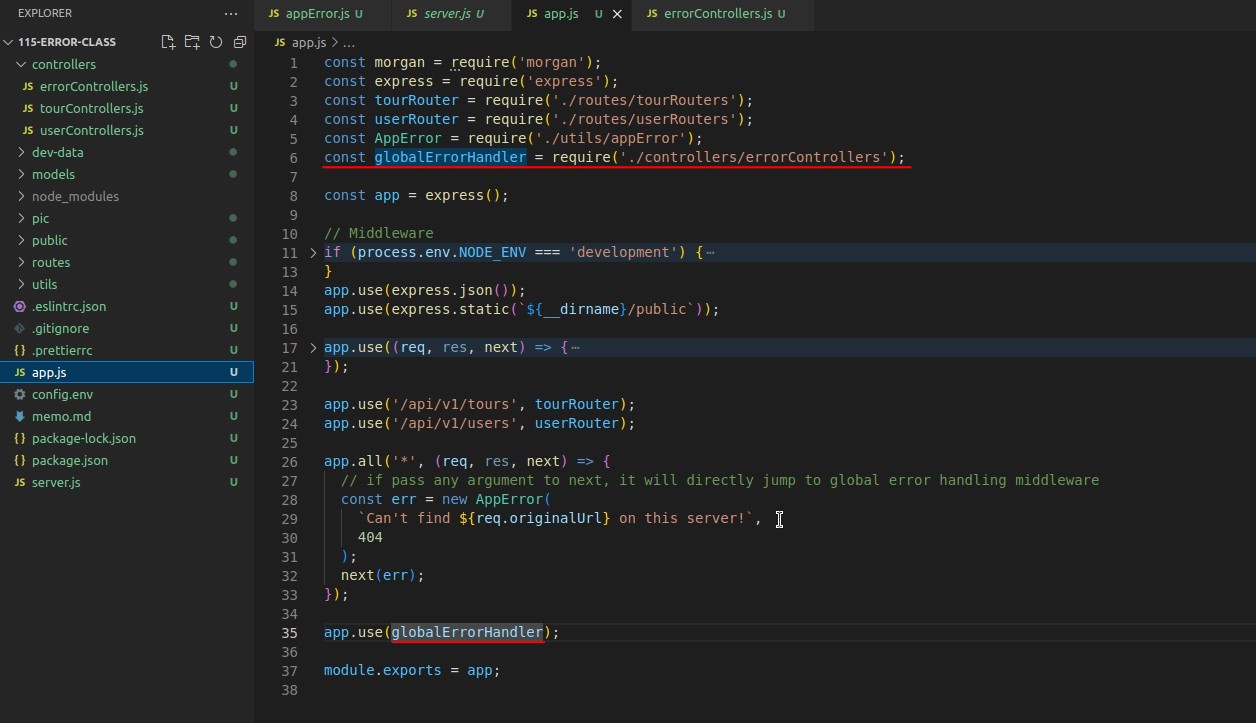 EXPLORER ...
115-ERROR-CLASS
controllers
JS errorControllers.js U
JS tourControllers.js U
JS userControllers.js U
dev-data
models
node_modules
pic
public
routes
utils
.eslintrc.json U
.gitignore U
{ } .prettierrc U
JS app.js U
config.env U
memo.md U
{ } package-lock.json U
{ } package.json U
JS server.js U
JS appError.js U JS server.js U JS app.js U JS errorControllers.js U
JS app.js > ...
1 const morgan = require('morgan');
2 const express = require('express');
3 const tourRouter = require('./routes/tourRouters');
4 const userRouter = require('./routes/userRouters');
5 const AppError = require('./utils/appError');
6 const globalErrorHandler = require('./controllers/errorControllers');
7
8 const app = express();
9
10 // Middleware
11 if (process.env.NODE_ENV === 'development') {⋯
13 }
14 app.use(express.json());
15 app.use(express.static(`${__dirname}/public`));
16
17 app.use((req, res, next) => {⋯
21 });
22
23 app.use('/api/v1/tours', tourRouter);
24 app.use('/api/v1/users', userRouter);
25
26 app.all('*', (req, res, next) => {
27 // if pass any argument to next, it will directly jump to global error handling middleware
28 const err = new AppError(
29 `Can't find ${req.originalUrl} on this server!`,
30 404
31 );
32 next(err);
33 });
34
35 app.use(globalErrorHandler);
36
37 module.exports = app;
38